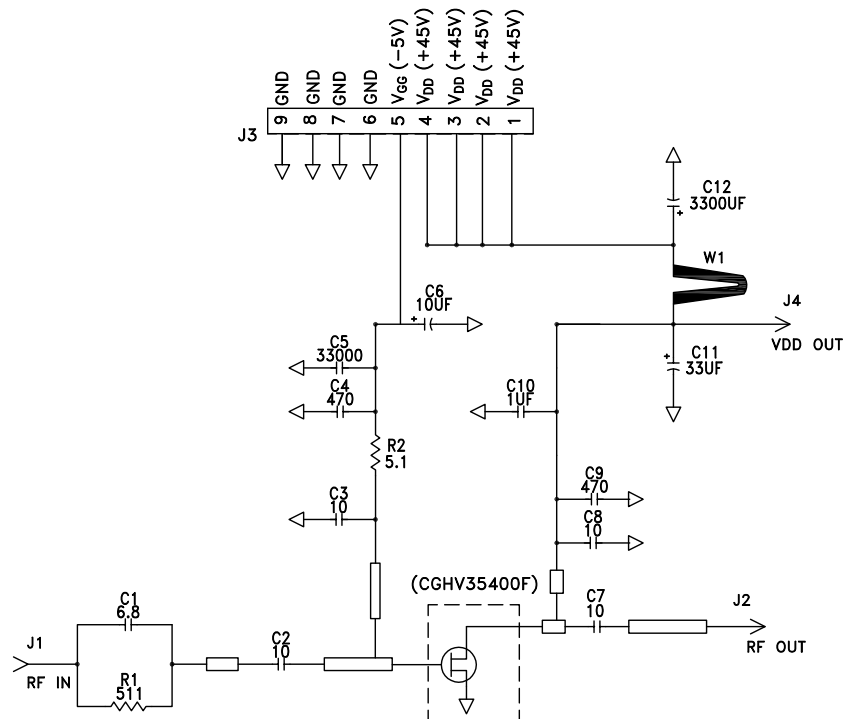 GND
GND
GND
GND
VGG (-5V)
VDD (+45V)
VDD (+45V)
VDD (+45V)
VDD (+45V)
J3
9
8
7
6
5
4
3
2
1
C12
3300UF
+
W1
J4
VDD OUT
C6
10UF
+
C11
33UF
+
C5
33000
C4
470
C10
1UF
R2
5.1
C3
10
C9
470
C8
10
(CGHV35400F)
C1
6.8
C7
10
J2
RF OUT
J1
RF IN
C2
10
R1
511